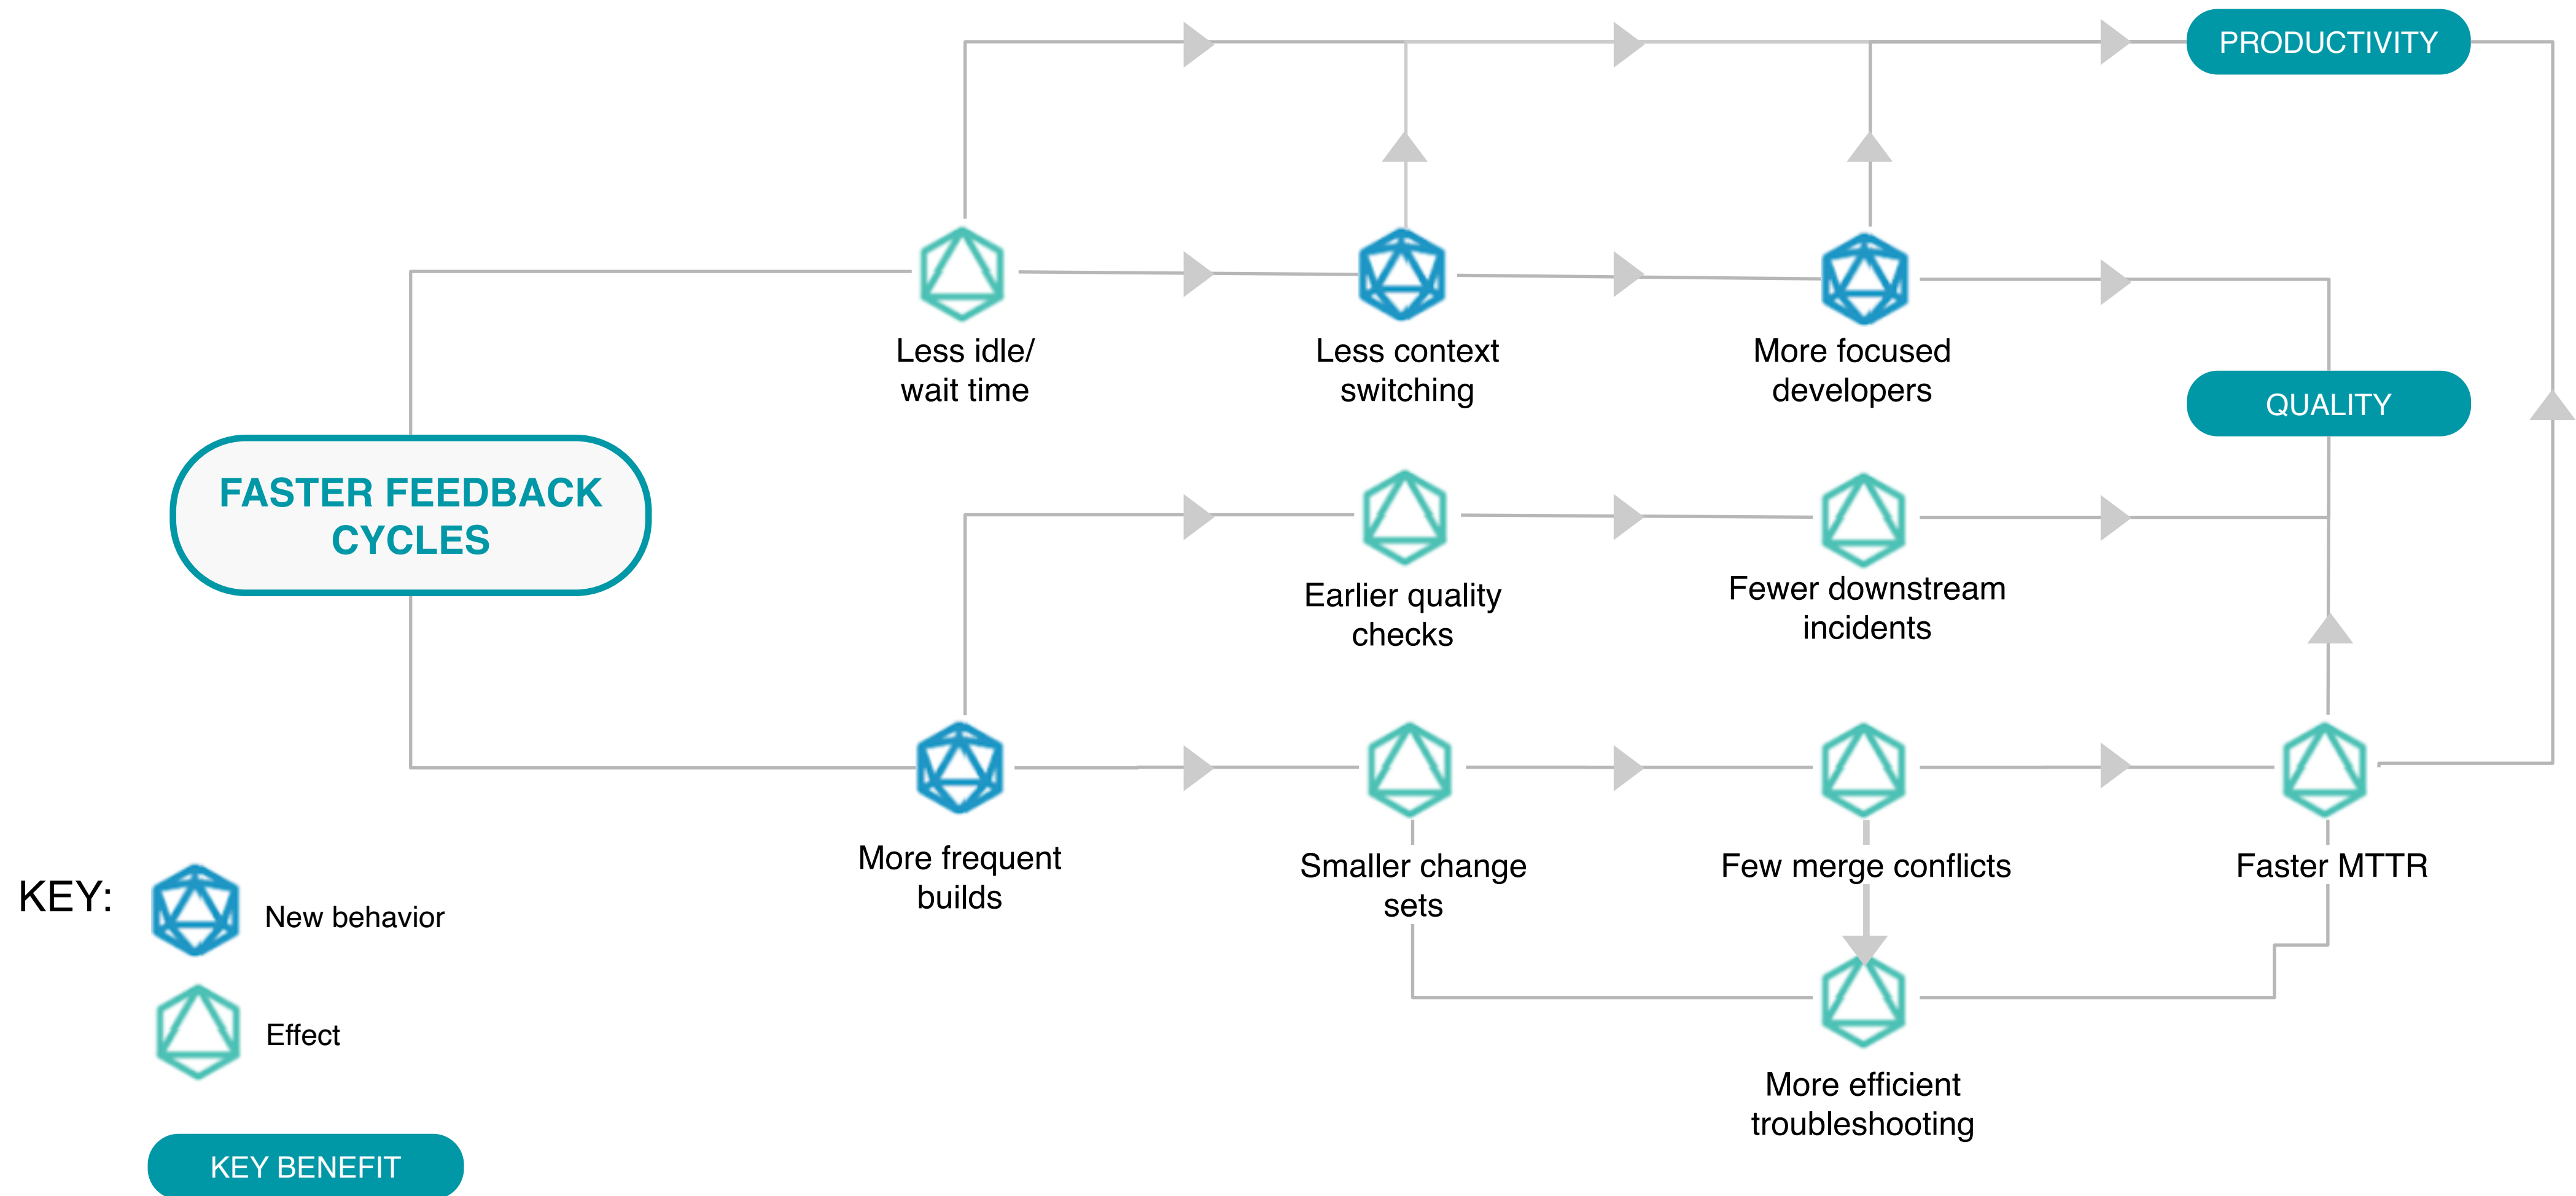 PRODUCTIVITY
Less idle/
wait time
Less context
switching
More focused
developers
QUALITY
FASTER FEEDBACK
CYCLES
Earlier quality
checks
Fewer downstream
incidents
More frequent
builds
Smaller change
sets
Few merge conflicts
Faster MTTR
More efficient
troubleshooting
KEY:
New behavior
Effect
KEY BENEFIT